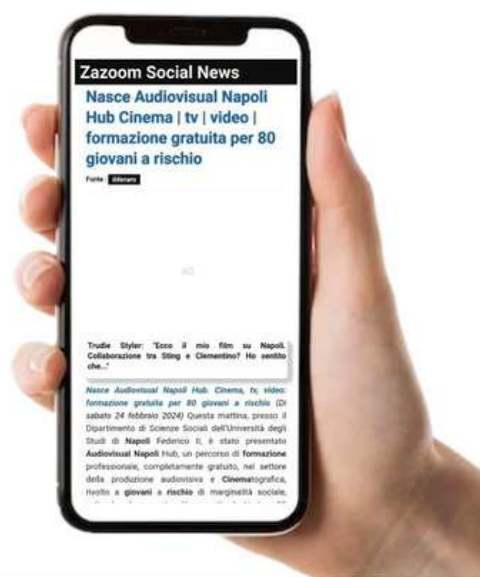 Zazoom Social News
Nasce Audiovisual Napoli
Hub Cinema | tv | video |
formazione gratuita per 80
giovani a rischio
Fonte : ildenaro
AD
Trudie Styler: "Ecco il mio film su Napoli.
Collaborazione tra Sting e Clementino? Ho sentito
che..."
Nasce Audiovisual Napoli Hub. Cinema, tv, video:
formazione gratuita per 80 giovani a rischio (Di
sabato 24 febbraio 2024) Questa mattina, presso il
Dipartimento di Scienze Sociali dell'Università degli
Studi di Napoli Federico II, è stato presentato
Audiovisual Napoli Hub, un percorso di formazione
professionale, completamente gratuito, nel settore
della produzione audiovisiva e Cinematografica,
rivolto a giovani a rischio di marginalità sociale,